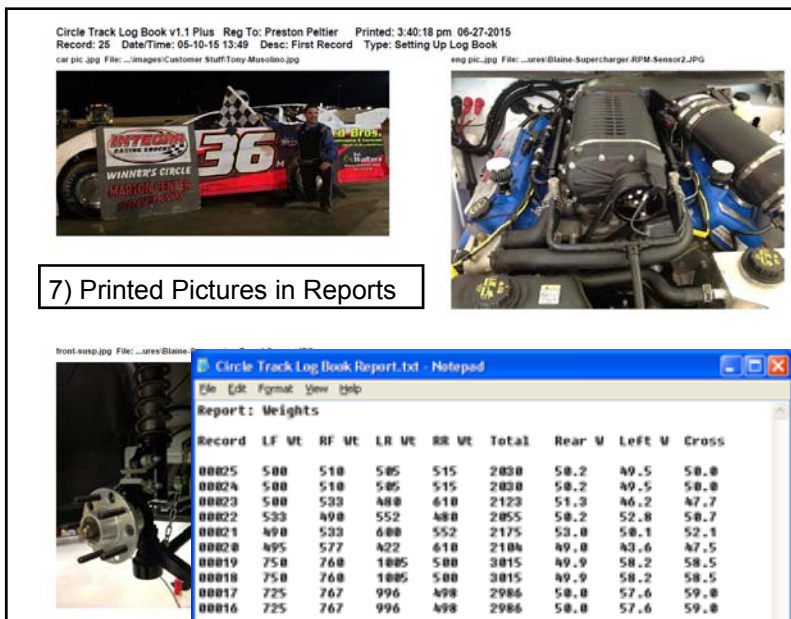 Circle Track Log Book v1.1 Plus   Reg To: Preston Peltier   Printed: 3:40:18 pm  06-27-2015
Record: 25   Date/Time: 05-10-15 13:49   Desc: First Record   Type: Setting Up Log Book
car pic .jpg  File: ...\images\Customer Stuff\Tony-Musolino.jpg
eng pic..jpg  File: ...ures\Blaine-Supercharger-RPM-Sensor2.JPG
INTEGRA
RACING SHOCKS
WINNER'S CIRCLE
MARION CENTER
SPEEDWAY
36
M
rd Bros.
Walters
7) Printed Pictures in Reports
front-susp.jpg  File: ...ures\Blaine-
Circle Track Log Book Report.txt - Notepad
File Edit Format View Help
Report: Weights
Record LF Wt RF Wt LR Wt RR Wt Total Rear W Left W Cross
00025 500 510 505 515 2030 50.2 49.5 50.0
00024 500 510 505 515 2030 50.2 49.5 50.0
00023 500 533 480 610 2123 51.3 46.2 47.7
00022 533 490 552 480 2055 50.2 52.8 50.7
00021 490 533 600 552 2175 53.0 50.1 52.1
00020 495 577 422 610 2104 49.0 43.6 47.5
00019 750 760 1005 500 3015 49.9 58.2 58.5
00018 750 760 1005 500 3015 49.9 58.2 58.5
00017 725 767 996 498 2986 50.0 57.6 59.0
00016 725 767 996 498 2986 50.0 57.6 59.0